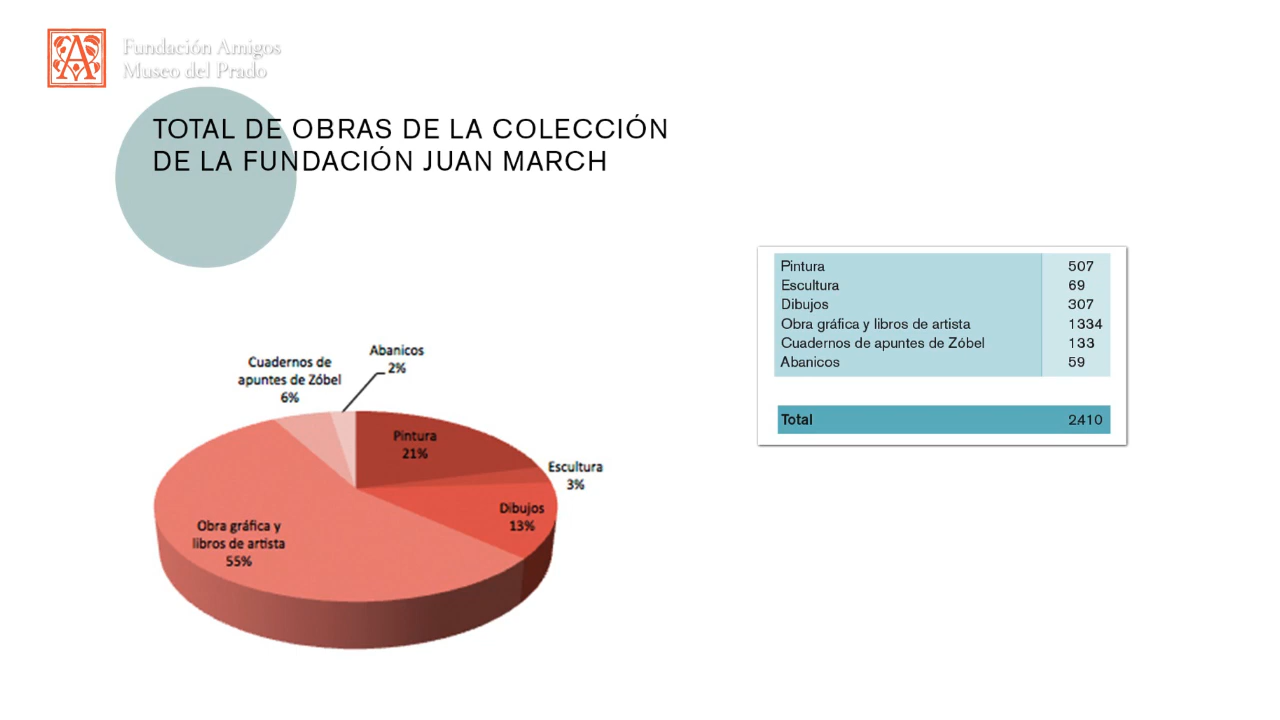 Fundación Amigos
Museo del Prado
TOTAL DE OBRAS DE LA COLECCIÓN
DE LA FUNDACIÓN JUAN MARCH
Pintura 507
Escultura 69
Dibujos 307
Obra gráfica y libros de artista 1334
Cuadernos de apuntes de Zóbel 133
Abanicos 59
Total 2410
Cuadernos de
apuntes de Zóbel
6%
Abanicos
2%
Pintura
21%
Escultura
3%
Dibujos
13%
Obra gráfica y
libros de artista
55%